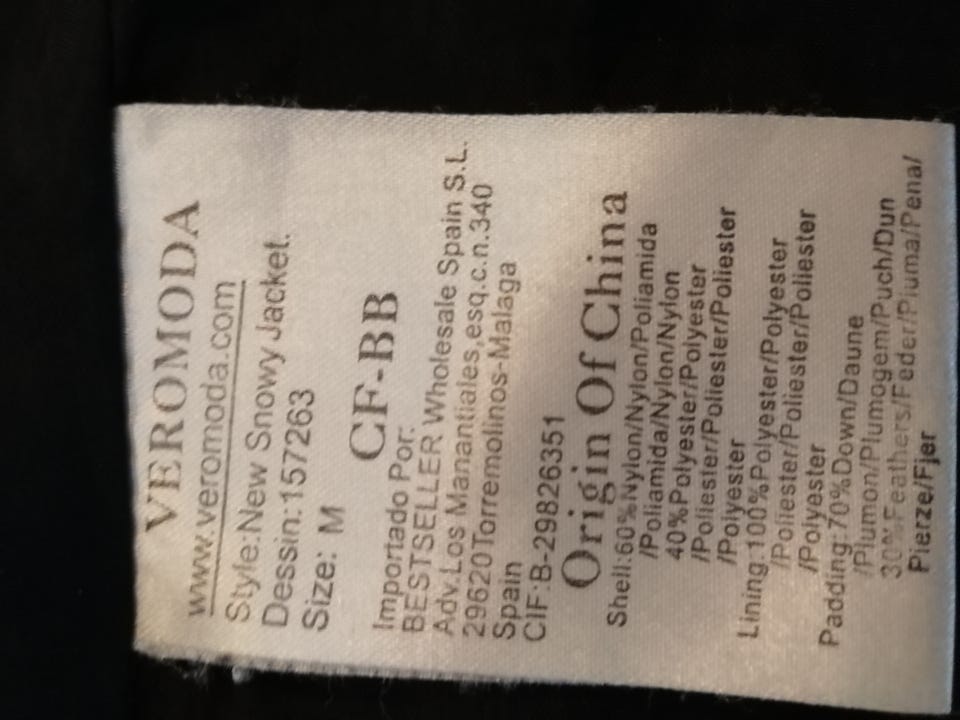 VEROMODA
www.veromoda.com
Style:New Snowy Jacket.
Dessin:157263
Size: M
CF-BB
Importado Por:
BESTSELLER Wholesale Spain S.L.
Adv.Los Manantiales,esq.c.n.340
29620Torremolinos-Malaga
Spain
CIF:B-29826351
Origin Of China
Shell:60%Nylon/Nylon/Poliamida
/Poliamida/Nylon/Nylon
40%Polyester/Polyester
/Poliester/Poliester/Poliester
/Polyester
Lining:100%Polyester/Polyester
/Poliester/Poliester/Poliester
/Polyester
Padding:70%Down/Daune
/Plumon/Plumogem/Puch/Dun
30%Feathers/Feder/Pluma/Pena/
Pierze/Fjer